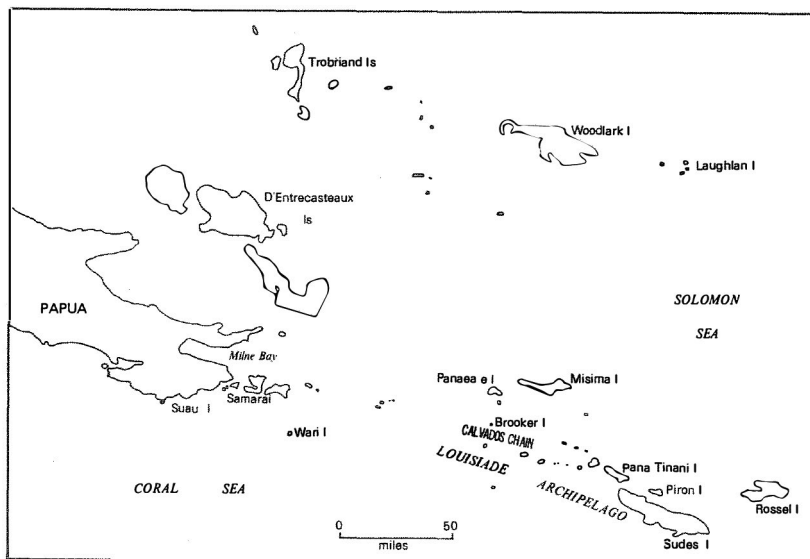 Trobriand Is
Woodlark I
Laughlan I
D'Entrecasteaux
Is
SOLOMON
SEA
PAPUA
Milne Bay
Panaea e I
Misima I
Suau I
Samarai
Brooker I
Wari I
CALVADOS CHAIN
LOUISIADE ARCHIPELAGO
Pana Tinani I
Piron I
Rossel I
Sudes I
CORAL SEA
0 50
miles